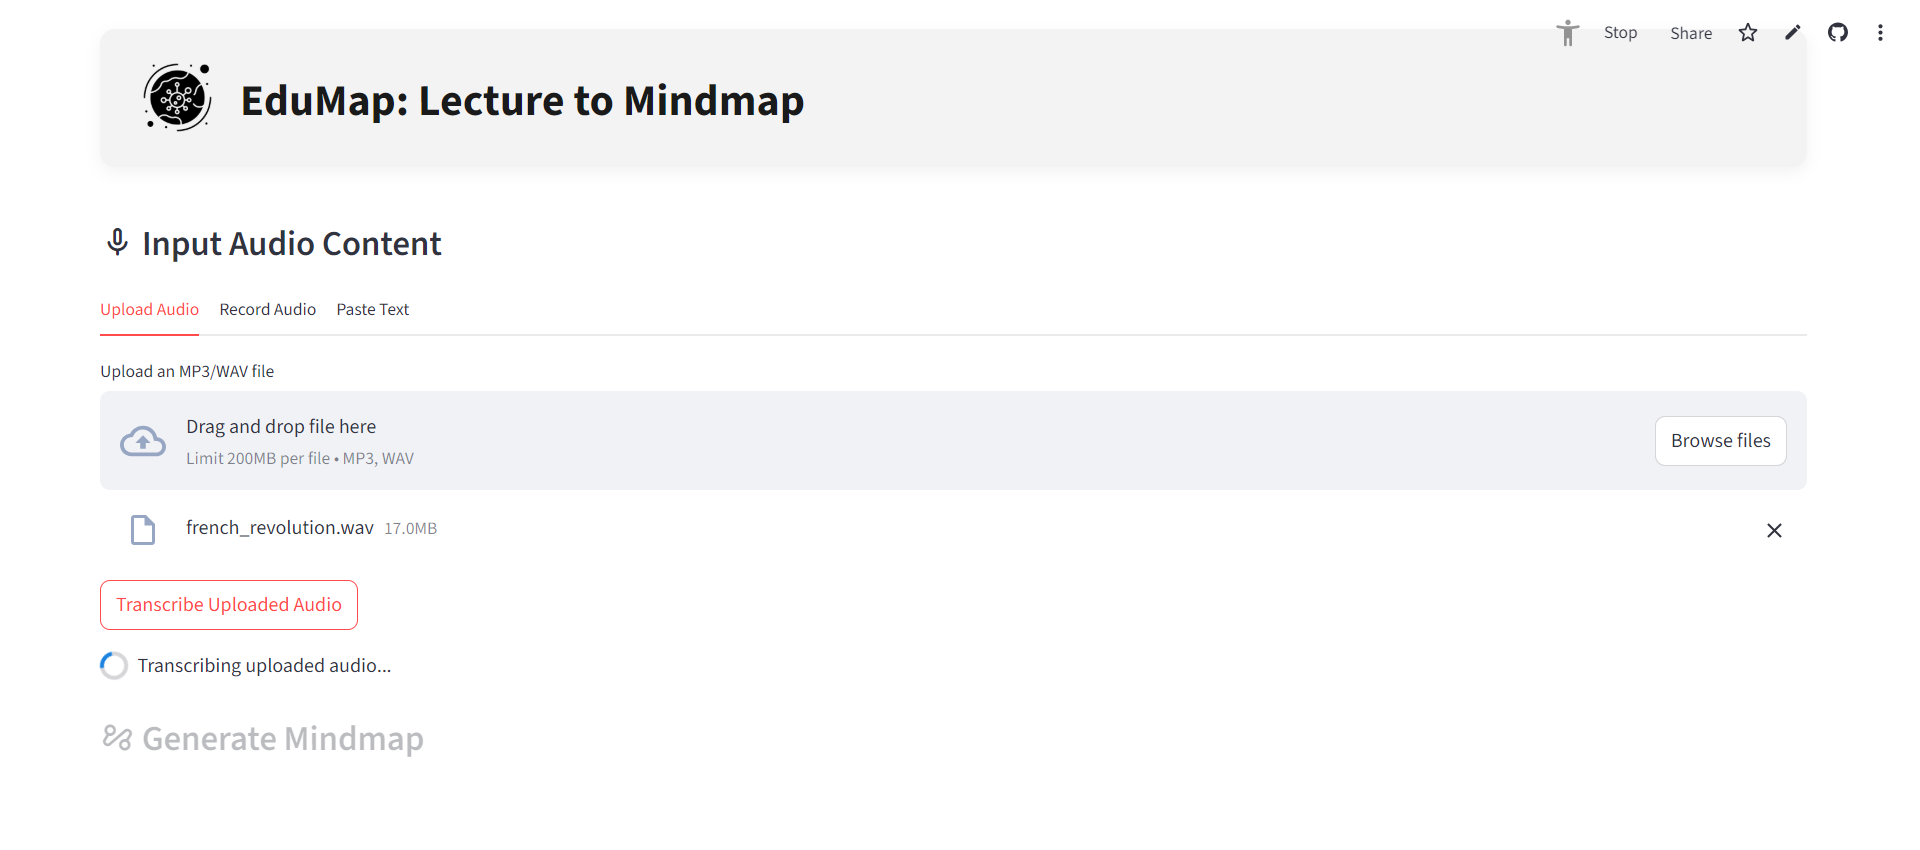 Stop Share
EduMap: Lecture to Mindmap
Input Audio Content
Upload Audio Record Audio Paste Text
Upload an MP3/WAV file
Drag and drop file here
Limit 200MB per file • MP3, WAV
Browse files
french_revolution.wav 17.0MB
Transcribe Uploaded Audio
Transcribing uploaded audio...
Generate Mindmap